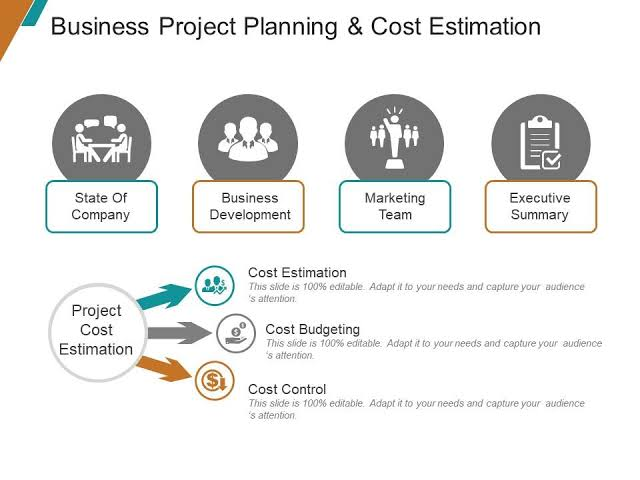 Business Project Planning & Cost Estimation
State Of
Company
Business
Development
Marketing
Team
Executive
Summary
Project
Cost
Estimation
Cost Estimation
This slide is 100% editable. Adapt it to your needs and capture your audience
's attention.
Cost Budgeting
This slide is 100% editable. Adapt it to your needs and capture your audience
's attention.
Cost Control
This slide is 100% editable. Adapt it to your needs and capture your audience
's attention.